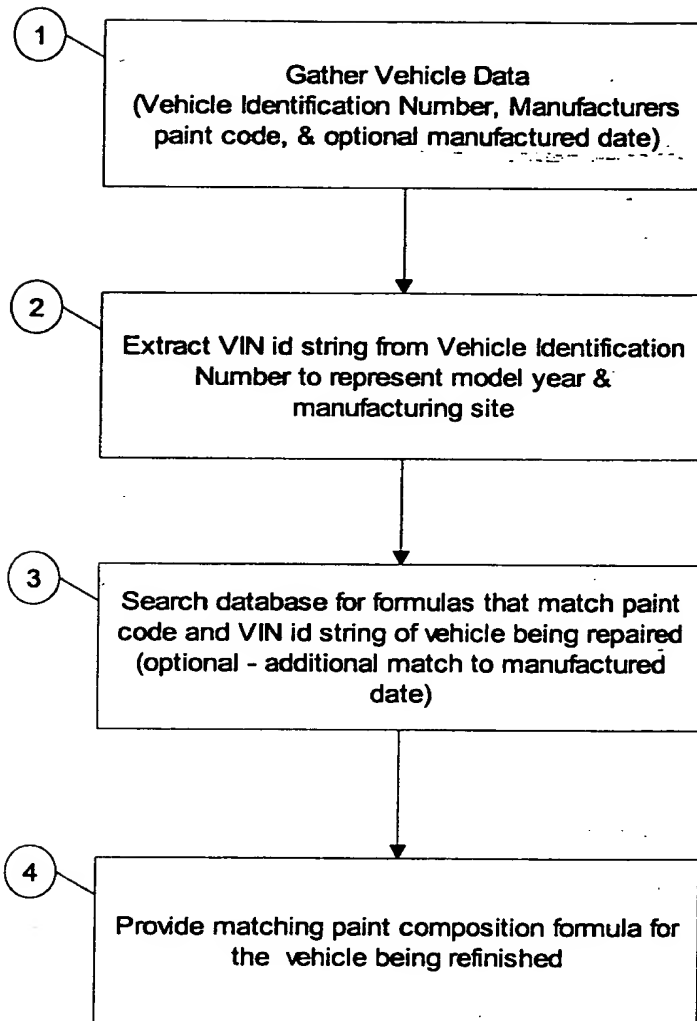 1
Gather Vehicle Data
(Vehicle Identification Number, Manufacturers
paint code, & optional manufactured date)
2
Extract VIN id string from Vehicle Identification
Number to represent model year &
manufacturing site
3
Search database for formulas that match paint
code and VIN id string of vehicle being repaired
(optional - additional match to manufactured
date)
4
Provide matching paint composition formula for
the vehicle being refinished